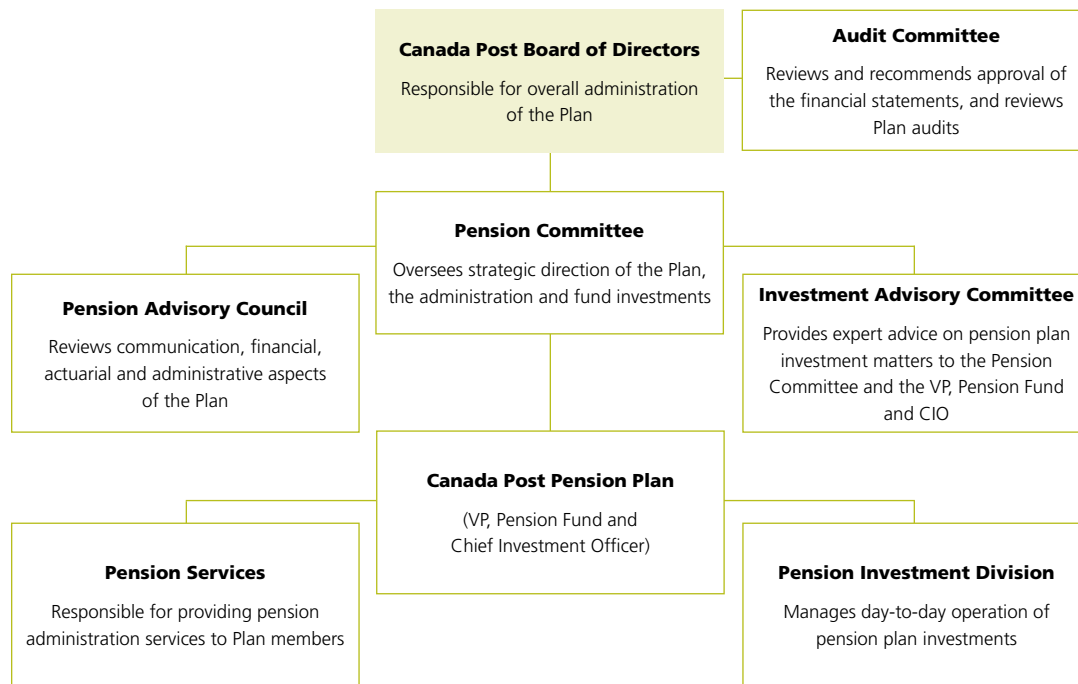 Canada Post Board of Directors
Responsible for overall administration
of the Plan
Audit Committee
Reviews and recommends approval of
the financial statements, and reviews
Plan audits
Pension Committee
Oversees strategic direction of the Plan,
the administration and fund investments
Pension Advisory Council
Reviews communication, financial,
actuarial and administrative aspects
of the Plan
Investment Advisory Committee
Provides expert advice on pension plan
investment matters to the Pension
Committee and the VP, Pension Fund
and CIO
Canada Post Pension Plan
(VP, Pension Fund and
Chief Investment Officer)
Pension Services
Responsible for providing pension
administration services to Plan members
Pension Investment Division
Manages day-to-day operation of
pension plan investments